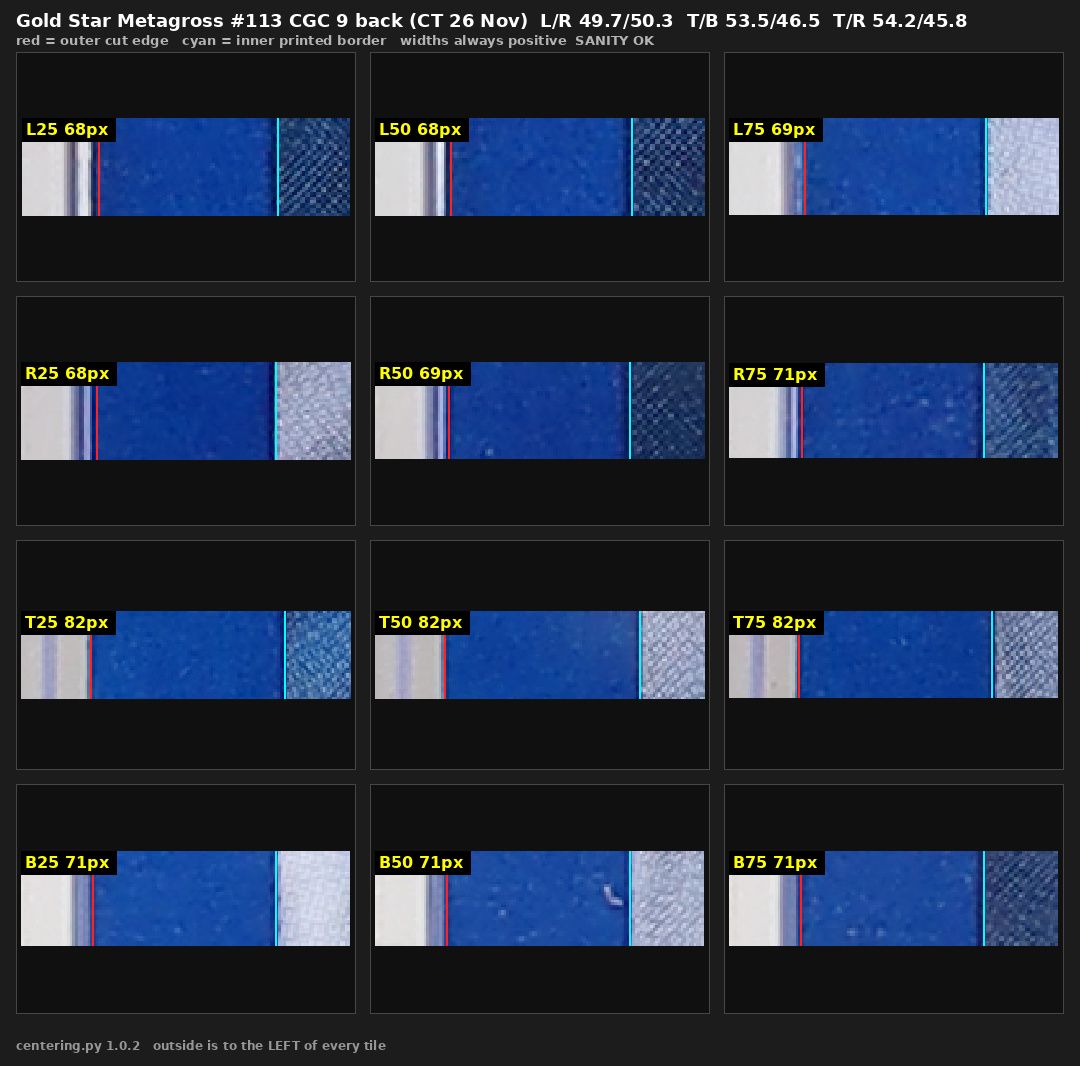 Gold Star Metagross #113 CGC 9 back (CT 26 Nov)  L/R 49.7/50.3  T/B 53.5/46.5  T/R 54.2/45.8
red = outer cut edge   cyan = inner printed border   widths always positive  SANITY OK
L25 68px
L50 68px
L75 69px
R25 68px
R50 69px
R75 71px
T25 82px
T50 82px
T75 82px
B25 71px
B50 71px
B75 71px
centering.py 1.0.2   outside is to the LEFT of every tile